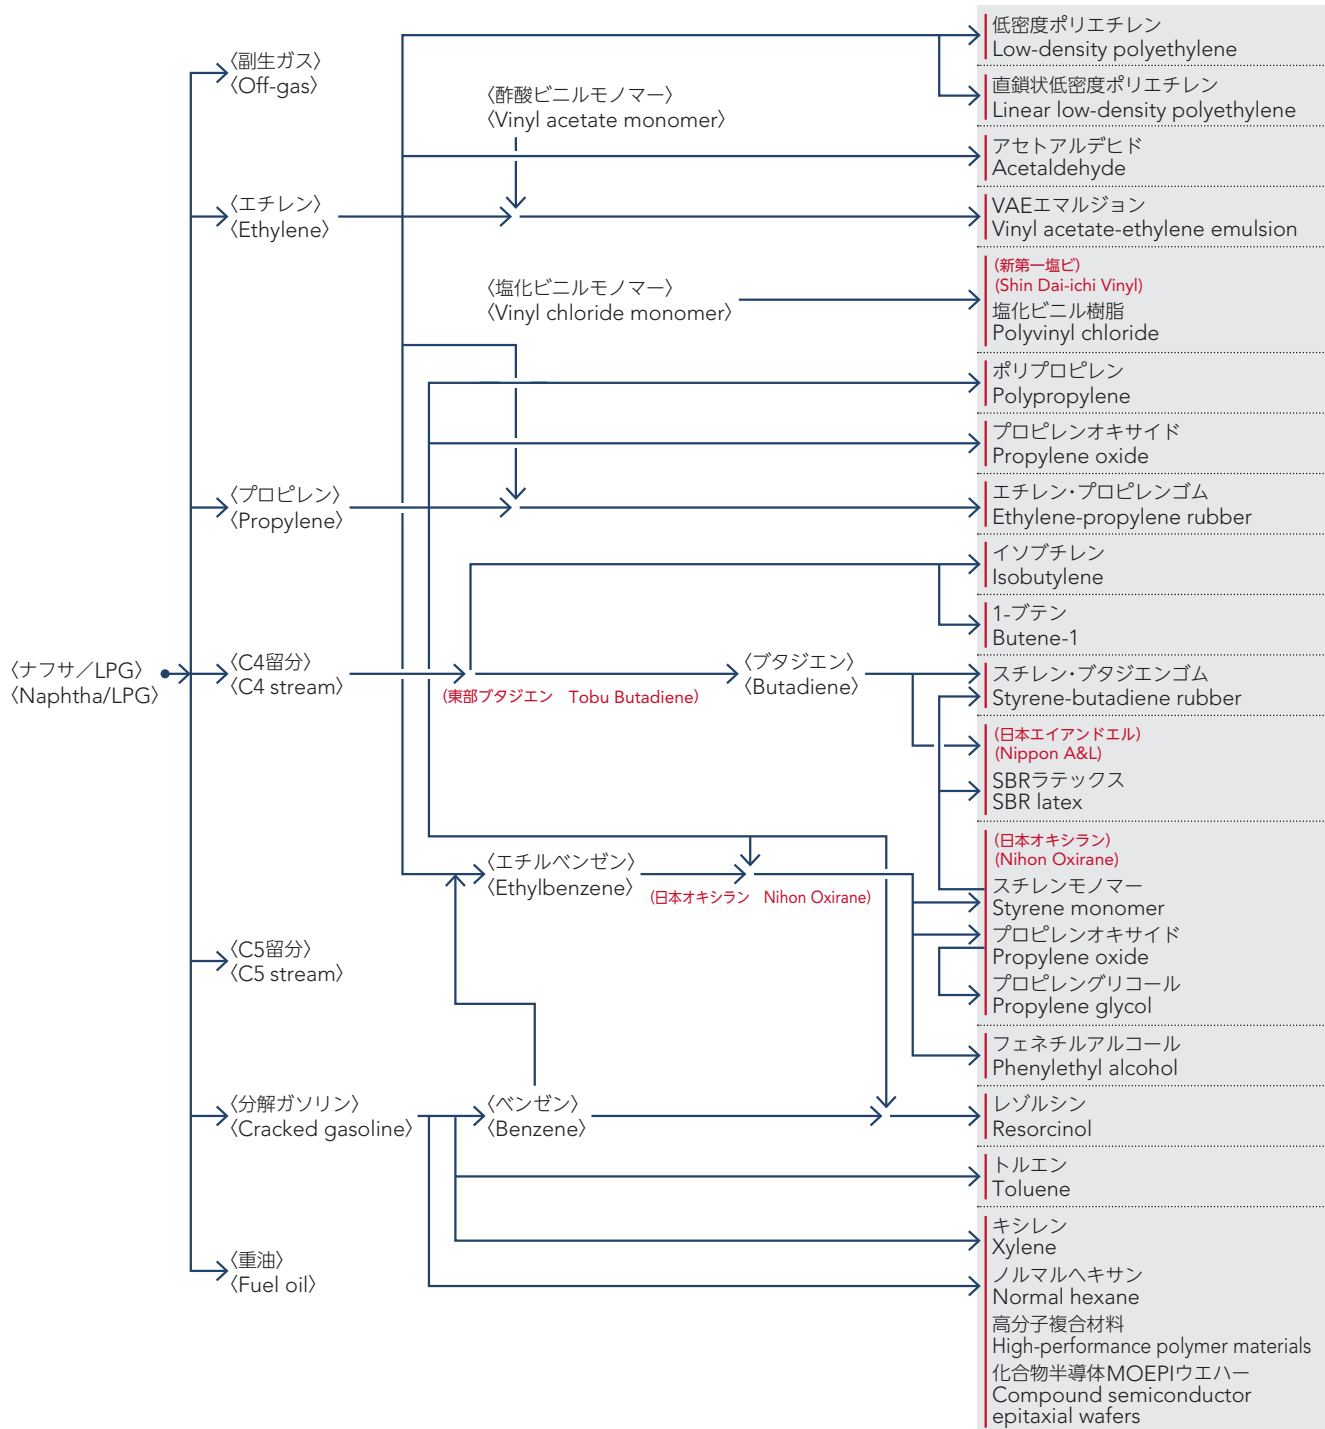 〈ナフサ／LPG〉
〈Naphtha/LPG〉
〈副生ガス〉
〈Off-gas〉
〈エチレン〉
〈Ethylene〉
〈プロピレン〉
〈Propylene〉
〈C4留分〉
〈C4 stream〉
〈C5留分〉
〈C5 stream〉
〈分解ガソリン〉
〈Cracked gasoline〉
〈重油〉
〈Fuel oil〉
〈酢酸ビニルモノマー〉
〈Vinyl acetate monomer〉
〈塩化ビニルモノマー〉
〈Vinyl chloride monomer〉
(東部ブタジエン　Tobu Butadiene)
〈ブタジエン〉
〈Butadiene〉
〈エチルベンゼン〉
〈Ethylbenzene〉
(日本オキシラン　Nihon Oxirane)
〈ベンゼン〉
〈Benzene〉
低密度ポリエチレン
Low-density polyethylene
直鎖状低密度ポリエチレン
Linear low-density polyethylene
アセトアルデヒド
Acetaldehyde
VAEエマルジョン
Vinyl acetate-ethylene emulsion
(新第一塩ビ)
(Shin Dai-ichi Vinyl)
塩化ビニル樹脂
Polyvinyl chloride
ポリプロピレン
Polypropylene
プロピレンオキサイド
Propylene oxide
エチレン・プロピレンゴム
Ethylene-propylene rubber
イソブチレン
Isobutylene
1-ブテン
Butene-1
スチレン・ブタジエンゴム
Styrene-butadiene rubber
(日本エイアンドエル)
(Nippon A&L)
SBRラテックス
SBR latex
(日本オキシラン)
(Nihon Oxirane)
スチレンモノマー
Styrene monomer
プロピレンオキサイド
Propylene oxide
プロピレングリコール
Propylene glycol
フェネチルアルコール
Phenylethyl alcohol
レゾルシン
Resorcinol
トルエン
Toluene
キシレン
Xylene
ノルマルヘキサン
Normal hexane
高分子複合材料
High-performance polymer materials
化合物半導体MOEPIウエハー
Compound semiconductor
epitaxial wafers